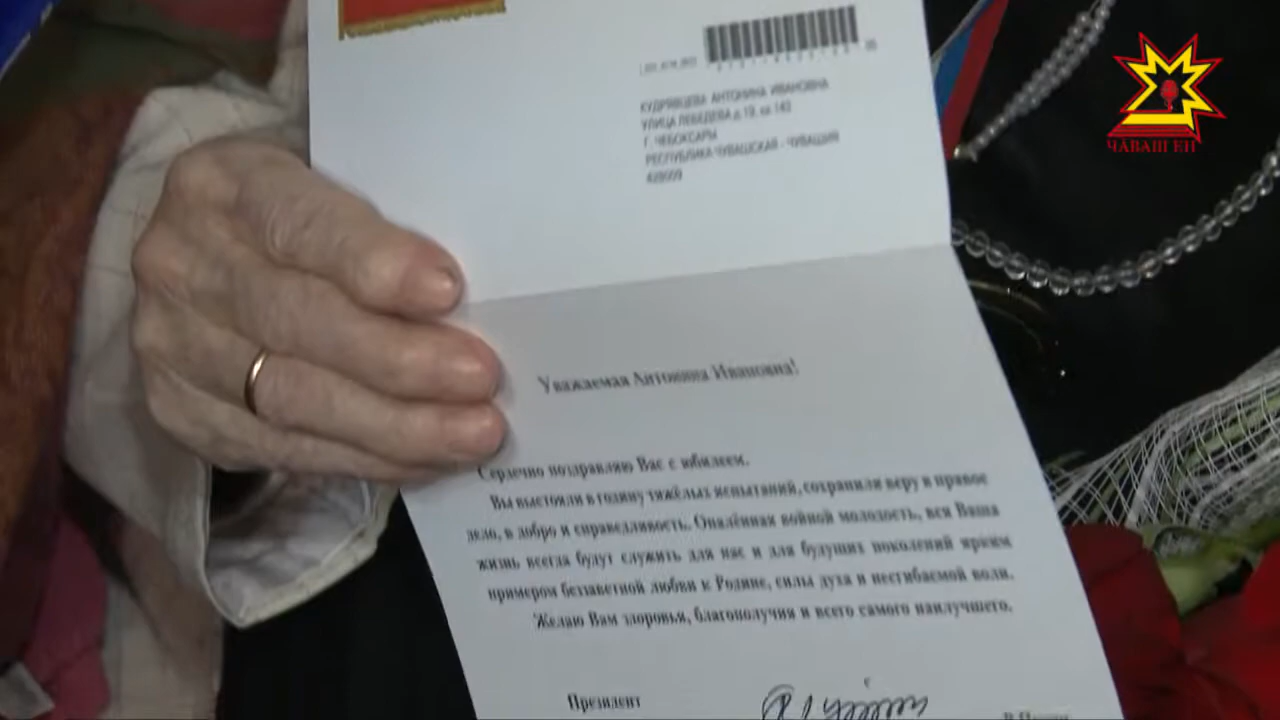 КУДРЯВЦЕВА АНТОНИНА ИВАНОВНА
УЛИЦА ЛЕБЕДЕВА д 19, кв 142
Г. ЧЕБОКСАРЫ
РЕСПУБЛИКА ЧУВАШСКАЯ - ЧУВАШИЯ
428009
ЧӐВАШ ЕН
Уважаемая Антонина Ивановна!
Сердечно поздравляю Вас с юбилеем.
Вы выстояли в годину тяжёлых испытаний, сохранили веру в правое
дело, в добро и справедливость. Опалённая войной молодость, вся Ваша
жизнь всегда будут служить для нас и для будущих поколений ярким
примером беззаветной любви к Родине, силы духа и несгибаемой воли.
Желаю Вам здоровья, благополучия и всего самого наилучшего.
Президент